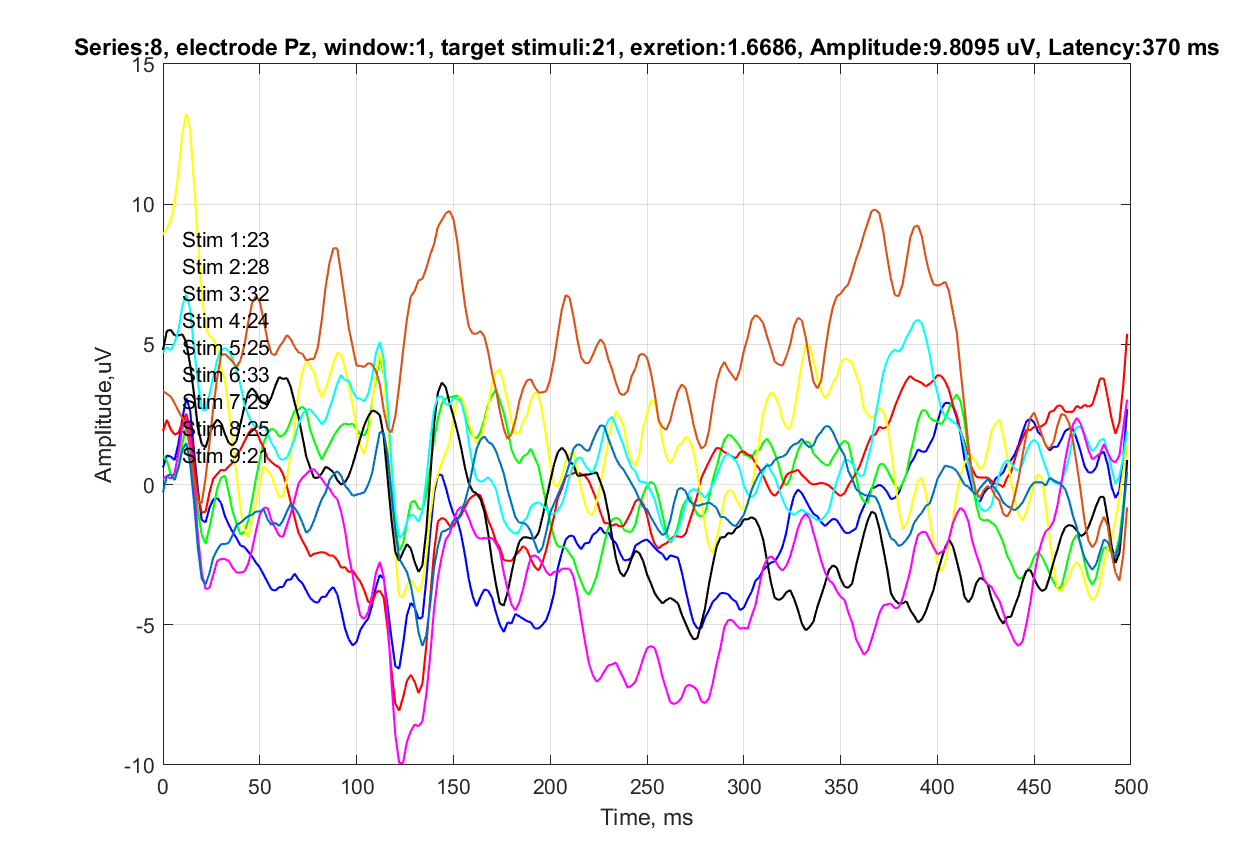 Series:8, electrode Pz, window:1, target stimuli:21, exretion:1.6686, Amplitude:9.8095 uV, Latency:370 ms
15
10
5
0
-5
-10
Amplitude,uV
Stim 1:23
Stim 2:28
Stim 3:32
Stim 4:24
Stim 5:25
Stim 6:33
Stim 7:29
Stim 8:25
Stim 9:21
0 50 100 150 200 250 300 350 400 450 500
Time, ms